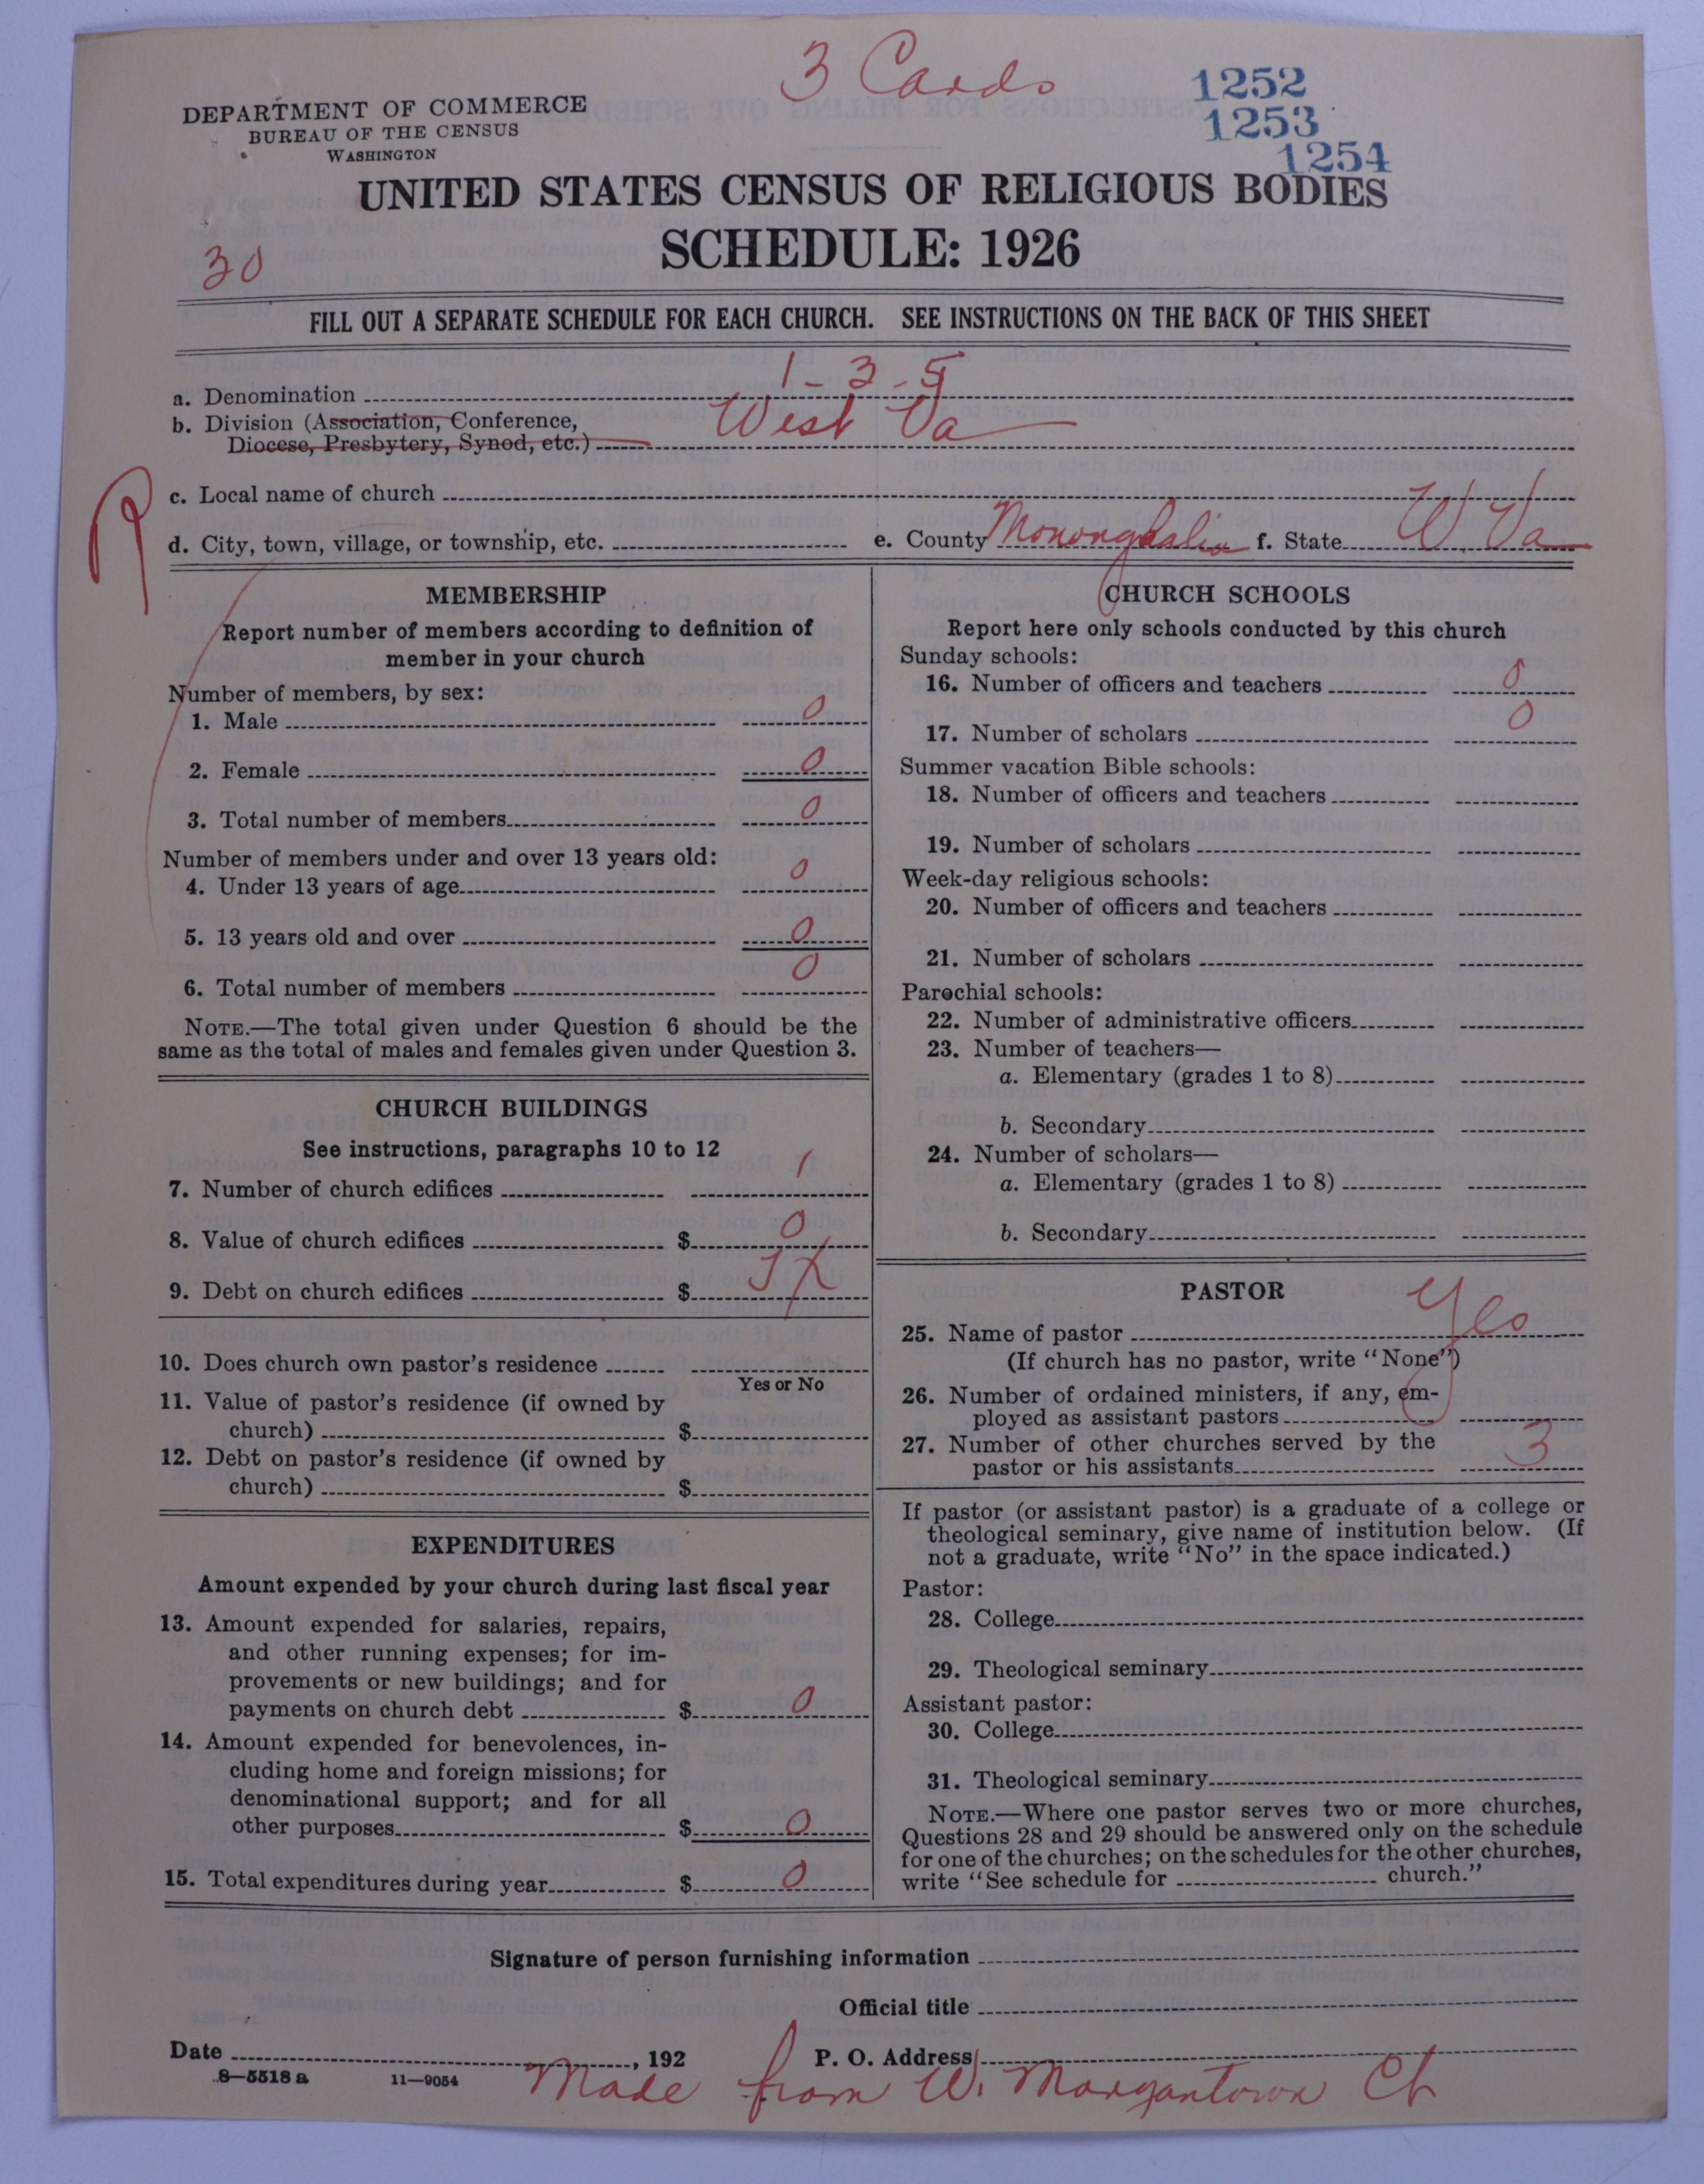 3 Cards
1252
1253
1254
DEPARTMENT OF COMMERCE
BUREAU OF THE CENSUS
WASHINGTON
UNITED STATES CENSUS OF RELIGIOUS BODIES
SCHEDULE: 1926
30
FILL OUT A SEPARATE SCHEDULE FOR EACH CHURCH. SEE INSTRUCTIONS ON THE BACK OF THIS SHEET
a. Denomination 1-3-5
b. Division (Association, Conference, West Va
Diocese, Presbytery, Synod, etc.)
c. Local name of church
d. City, town, village, or township, etc. e. County Mononghalia f. State W. Va
MEMBERSHIP
Report number of members according to definition of
member in your church
Number of members, by sex:
1. Male 0
2. Female 0
3. Total number of members 0
Number of members under and over 13 years old:
4. Under 13 years of age 0
5. 13 years old and over 0
6. Total number of members 0
NOTE.—The total given under Question 6 should be the
same as the total of males and females given under Question 3.
CHURCH BUILDINGS
See instructions, paragraphs 10 to 12
7. Number of church edifices 1
8. Value of church edifices $ 0
9. Debt on church edifices $
10. Does church own pastor's residence
Yes or No
11. Value of pastor's residence (if owned by
church) $
12. Debt on pastor's residence (if owned by
church) $
EXPENDITURES
Amount expended by your church during last fiscal year
13. Amount expended for salaries, repairs,
and other running expenses; for im-
provements or new buildings; and for
payments on church debt $ 0
14. Amount expended for benevolences, in-
cluding home and foreign missions; for
denominational support; and for all
other purposes $ 0
15. Total expenditures during year $ 0
CHURCH SCHOOLS
Report here only schools conducted by this church
Sunday schools:
16. Number of officers and teachers 0
17. Number of scholars 0
Summer vacation Bible schools:
18. Number of officers and teachers
19. Number of scholars
Week-day religious schools:
20. Number of officers and teachers
21. Number of scholars
Parochial schools:
22. Number of administrative officers
23. Number of teachers—
a. Elementary (grades 1 to 8)
b. Secondary
24. Number of scholars—
a. Elementary (grades 1 to 8)
b. Secondary
PASTOR
25. Name of pastor Yes
(If church has no pastor, write "None")
26. Number of ordained ministers, if any, em-
ployed as assistant pastors
27. Number of other churches served by the
pastor or his assistants 3
If pastor (or assistant pastor) is a graduate of a college or
theological seminary, give name of institution below. (If
not a graduate, write "No" in the space indicated.)
Pastor:
28. College
29. Theological seminary
Assistant pastor:
30. College
31. Theological seminary
NOTE.—Where one pastor serves two or more churches,
Questions 28 and 29 should be answered only on the schedule
for one of the churches; on the schedules for the other churches,
write "See schedule for church."
Signature of person furnishing information
Official title
Date , 192 P. O. Address
8—5518 a 11—9054
Made from W. Morgantown Ch